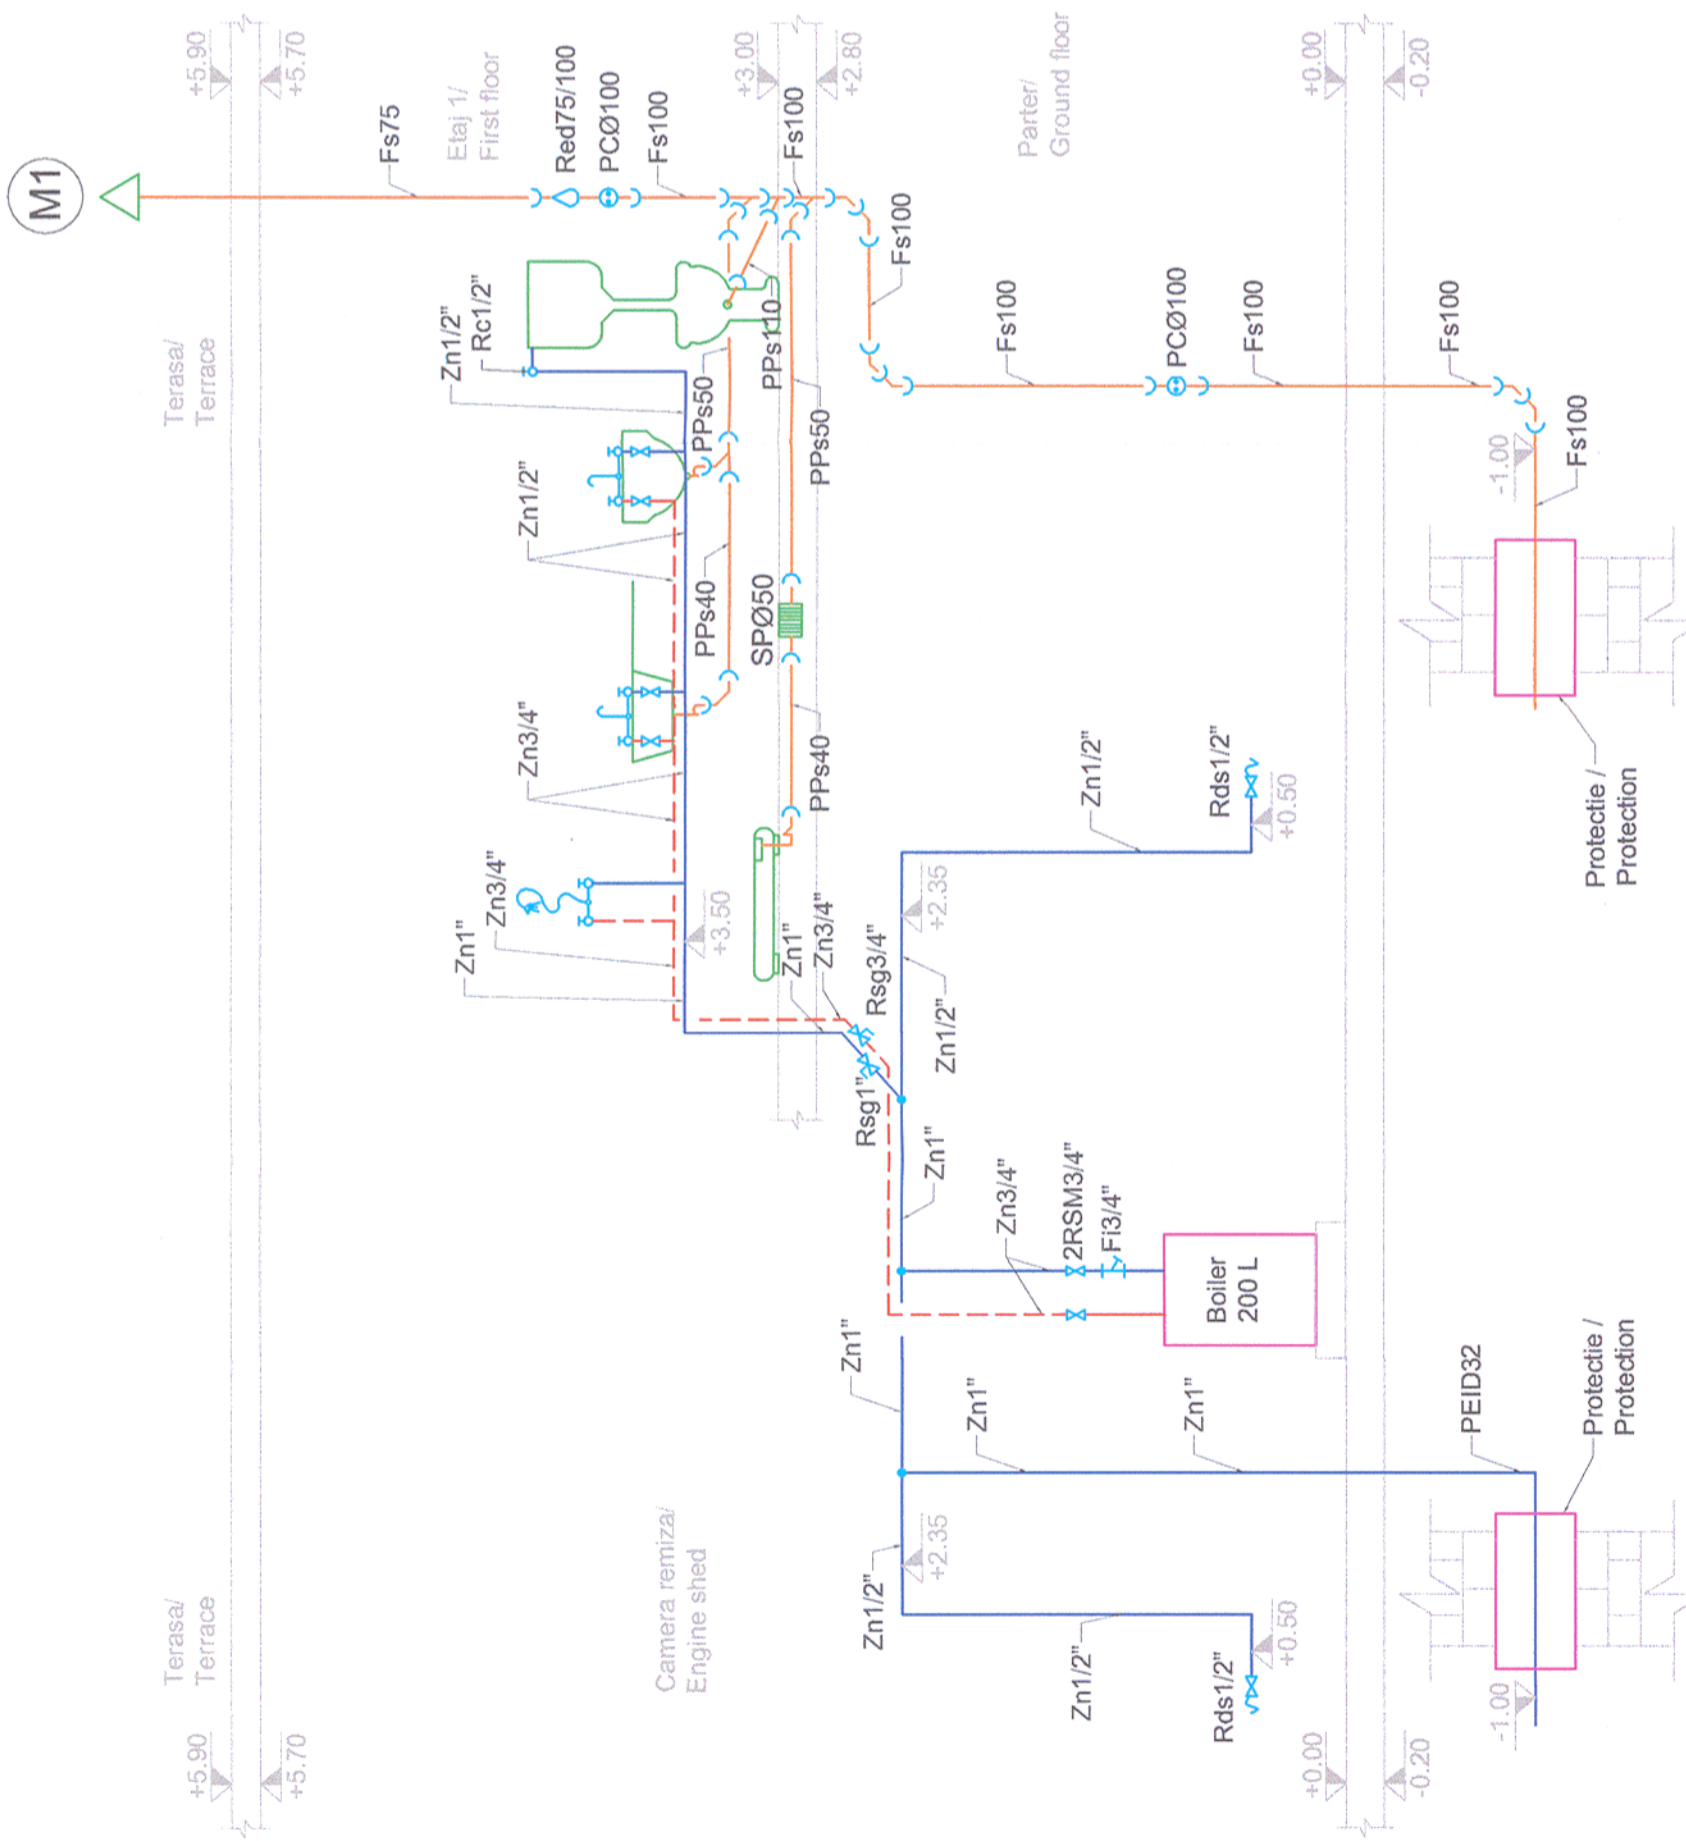 M1
+5.90
+5.70
Terasa/
Terrace
Terasa/
Terrace
+5.90
+5.70
Fs75
Etaj 1/
First floor
Red75/100
PCØ100
Fs100
+3.00
+2.80
Fs100
Parter/
Ground floor
+0.00
-0.20
Zn1/2"
Rc1/2"
Zn1/2"
Zn3/4"
Zn3/4"
Zn1"
PPs50
PPs110
PPs50
PPs40
SPØ50
PPs40
+3.50
Zn1"
Zn3/4"
Rsg3/4"
Rsg1"
Fs100
Fs100
PCØ100
Fs100
Fs100
-1.00
Fs100
Protectie /
Protection
Zn1/2"
Rds1/2"
+0.50
+2.35
Zn1/2"
Zn1"
Zn3/4"
2RSM3/4"
Fi3/4"
Boiler
200 L
Zn1"
Zn1"
Zn1"
PEID32
Protectie /
Protection
Camera remiza/
Engine shed
Zn1/2"
+2.35
Zn1/2"
Rds1/2"
+0.50
+0.00
-0.20
-1.00